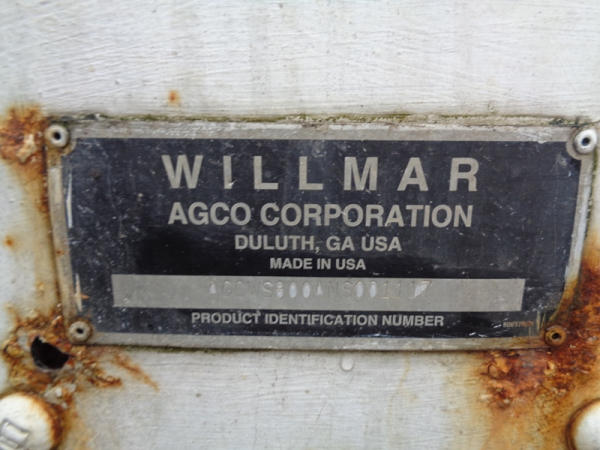 WILLMAR
AGCO CORPORATION
DULUTH, GA USA
MADE IN USA
PRODUCT IDENTIFICATION NUMBER